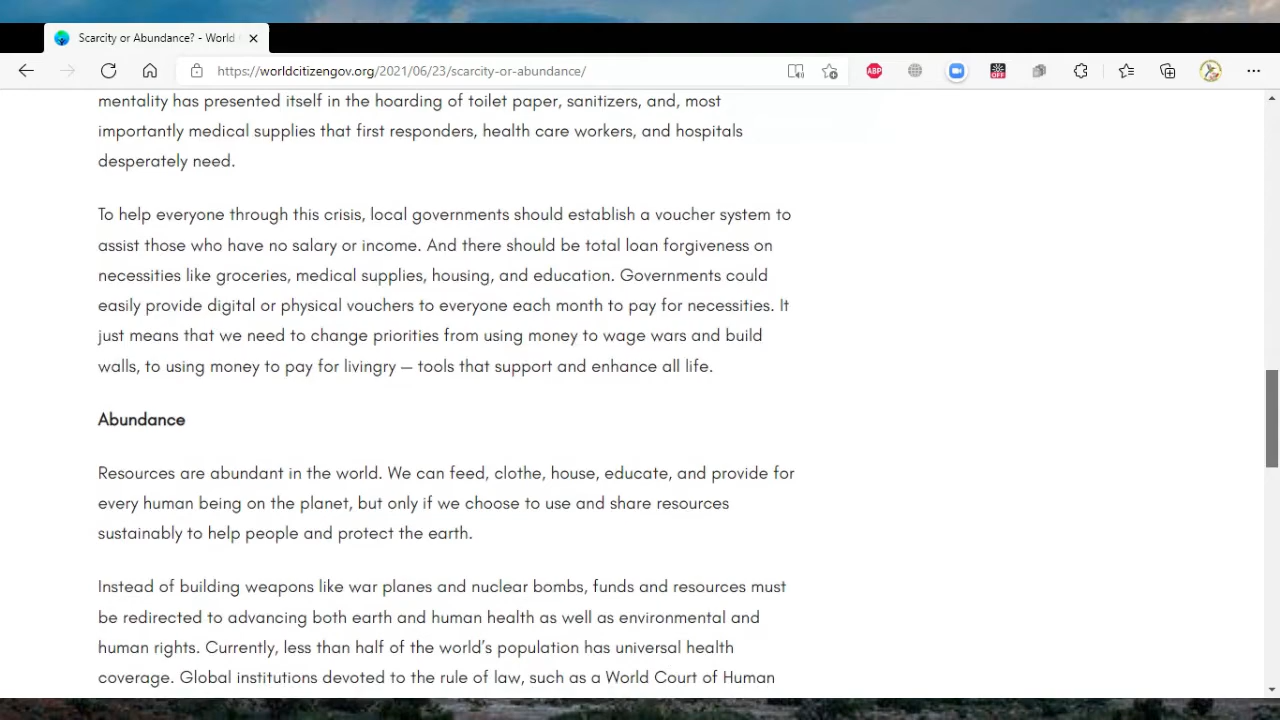 Scarcity or Abundance? - World
https://worldcitizengov.org/2021/06/23/scarcity-or-abundance/
ABP
OFF
mentality has presented itself in the hoarding of toilet paper, sanitizers, and, most
importantly medical supplies that first responders, health care workers, and hospitals
desperately need.
To help everyone through this crisis, local governments should establish a voucher system to
assist those who have no salary or income. And there should be total loan forgiveness on
necessities like groceries, medical supplies, housing, and education. Governments could
easily provide digital or physical vouchers to everyone each month to pay for necessities. It
just means that we need to change priorities from using money to wage wars and build
walls, to using money to pay for livingry — tools that support and enhance all life.
Abundance
Resources are abundant in the world. We can feed, clothe, house, educate, and provide for
every human being on the planet, but only if we choose to use and share resources
sustainably to help people and protect the earth.
Instead of building weapons like war planes and nuclear bombs, funds and resources must
be redirected to advancing both earth and human health as well as environmental and
human rights. Currently, less than half of the world’s population has universal health
coverage. Global institutions devoted to the rule of law, such as a World Court of Human